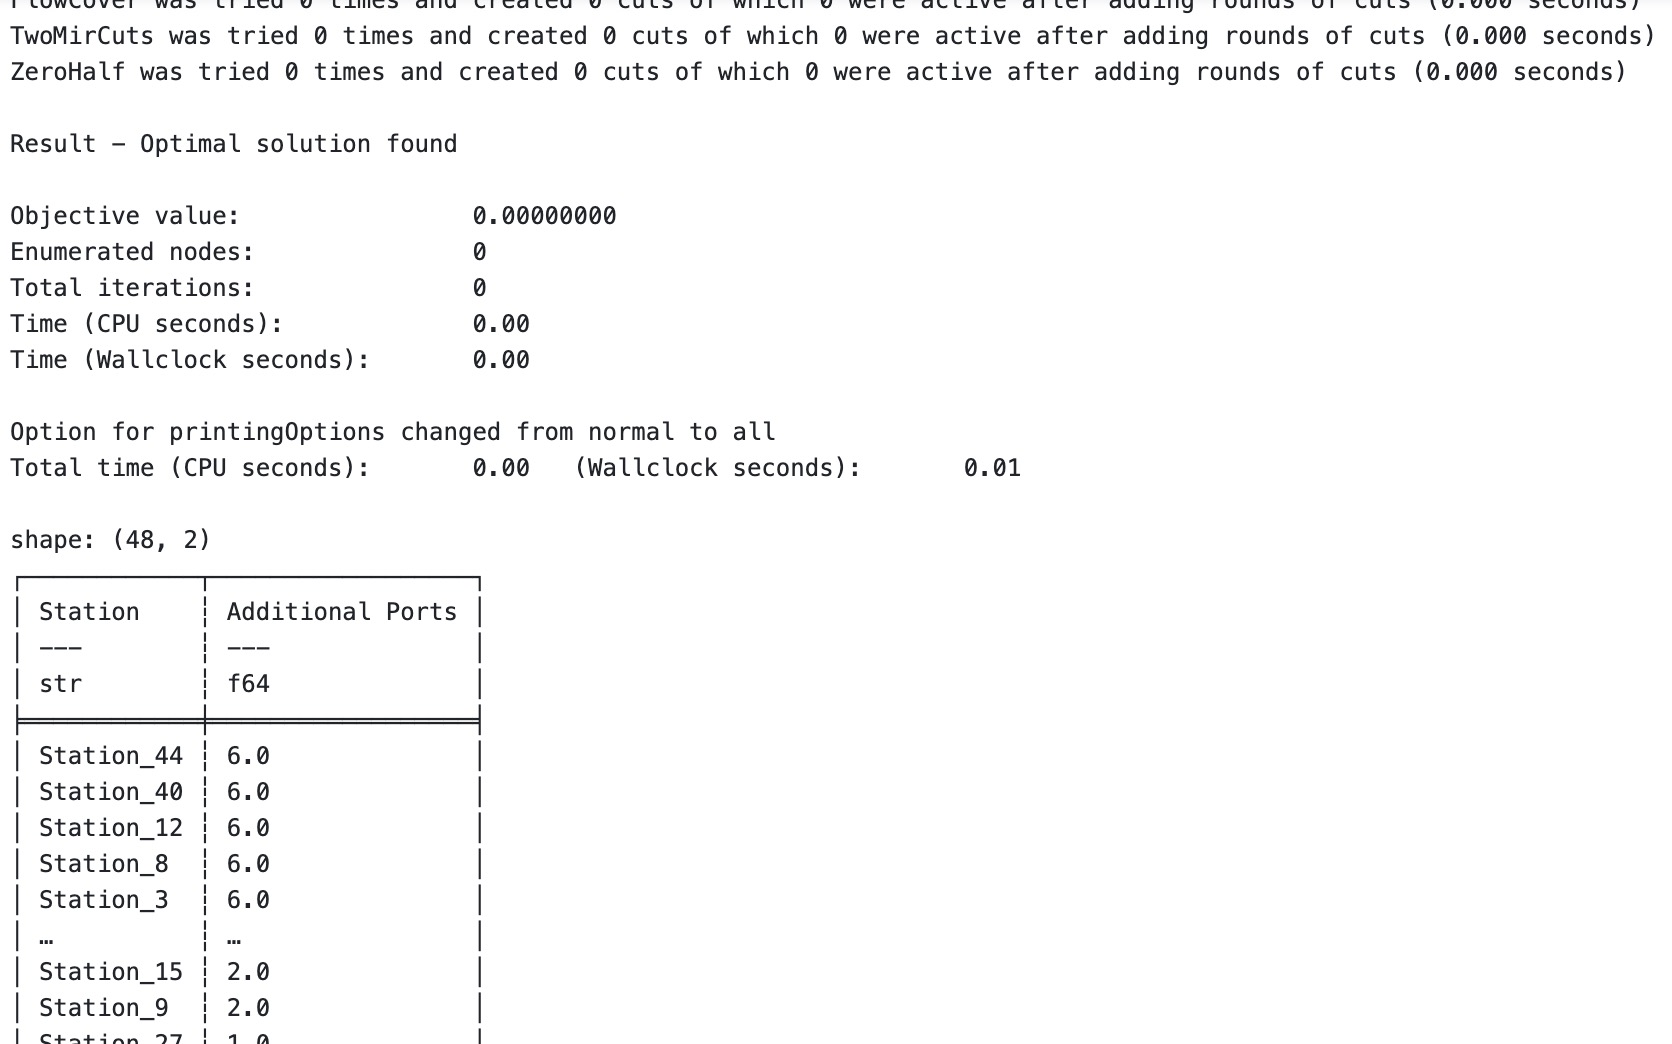 FlowCover was tried 0 times and created 0 cuts of which 0 were active after adding rounds of cuts (0.000 seconds)
TwoMirCuts was tried 0 times and created 0 cuts of which 0 were active after adding rounds of cuts (0.000 seconds)
ZeroHalf was tried 0 times and created 0 cuts of which 0 were active after adding rounds of cuts (0.000 seconds)
Result – Optimal solution found
Objective value: 0.00000000
Enumerated nodes: 0
Total iterations: 0
Time (CPU seconds): 0.00
Time (Wallclock seconds): 0.00
Option for printingOptions changed from normal to all
Total time (CPU seconds): 0.00 (Wallclock seconds): 0.01
shape: (48, 2)
Station Additional Ports
--- ---
str f64
Station_44 6.0
Station_40 6.0
Station_12 6.0
Station_8 6.0
Station_3 6.0
… …
Station_15 2.0
Station_9 2.0
Station_27 1.0